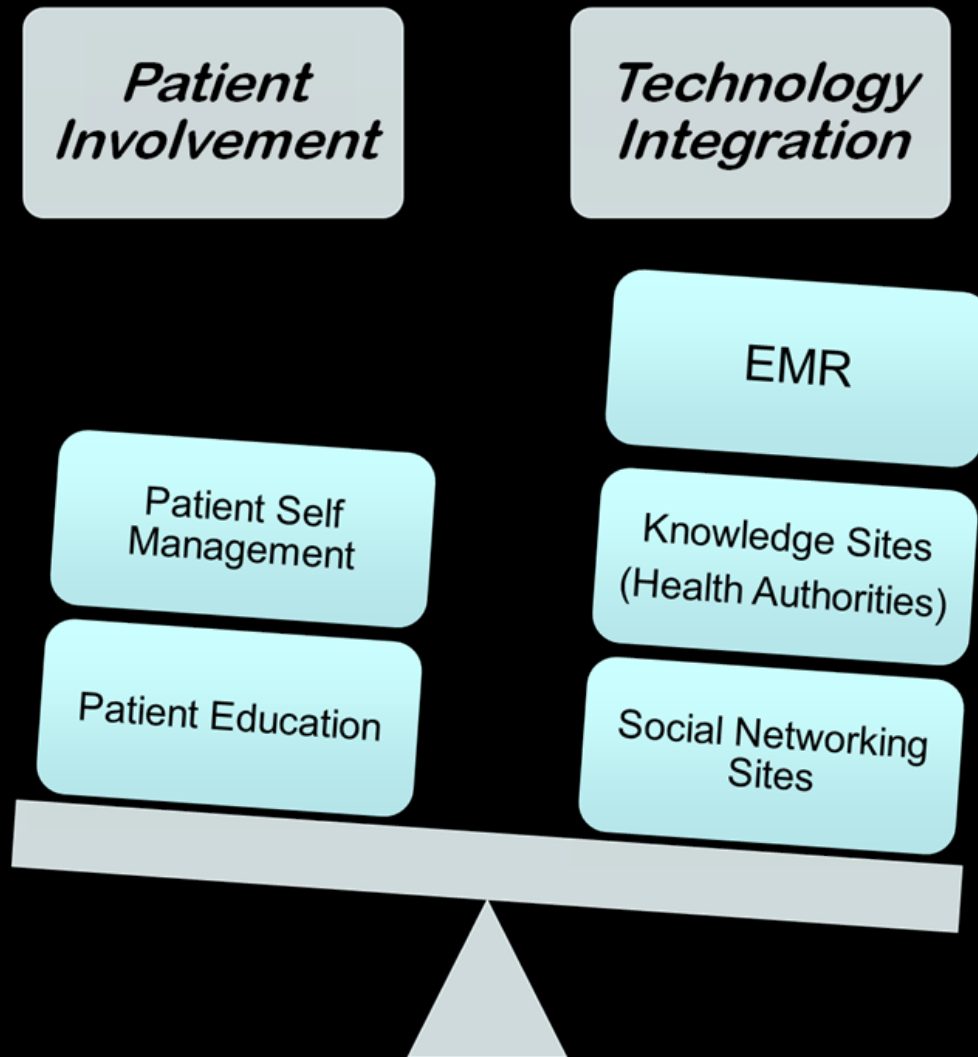 Patient
Involvement
Technology
Integration
Patient Self
Management
Patient Education
EMR
Knowledge Sites
(Health Authorities)
Social Networking
Sites